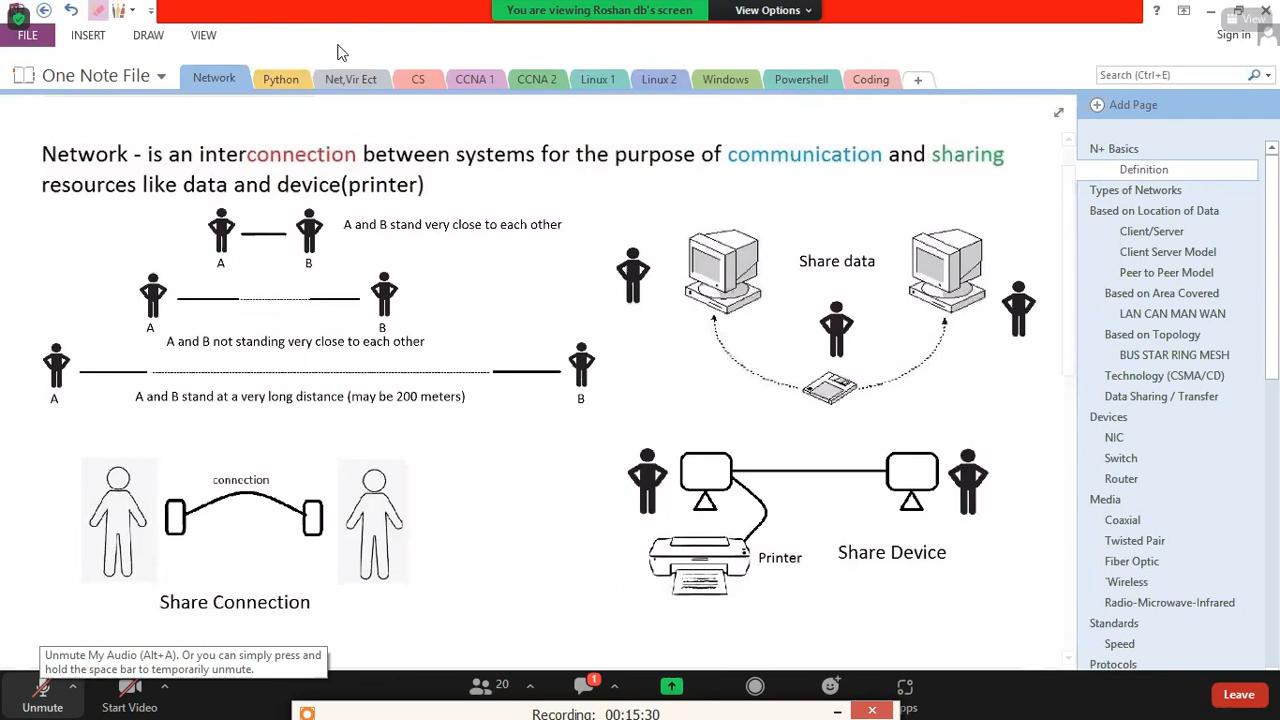 You are viewing Roshan db's screen
View Options
View
Sign in
FILE
INSERT
DRAW
VIEW
One Note File
Network
Python
Net,Vir Ect
CS
CCNA 1
CCNA 2
Linux 1
Linux 2
Windows
Powershell
Coding
Search (Ctrl+E)
Network - is an interconnection between systems for the purpose of communication and sharing
resources like data and device(printer)
A and B stand very close to each other
A
B
A
B
A and B not standing very close to each other
A
A and B stand at a very long distance (may be 200 meters)
B
Share data
connection
Share Connection
Printer
Share Device
Add Page
N+ Basics
Definition
Types of Networks
Based on Location of Data
Client/Server
Client Server Model
Peer to Peer Model
Based on Area Covered
LAN CAN MAN WAN
Based on Topology
BUS STAR RING MESH
Technology (CSMA/CD)
Data Sharing / Transfer
Devices
NIC
Switch
Router
Media
Coaxial
Twisted Pair
Fiber Optic
`Wireless
Radio-Microwave-Infrared
Standards
Speed
Protocols
Unmute My Audio (Alt+A). Or you can simply press and
hold the space bar to temporarily unmute.
Unmute
Start Video
20
1
Leave
Recording: 00:15:30